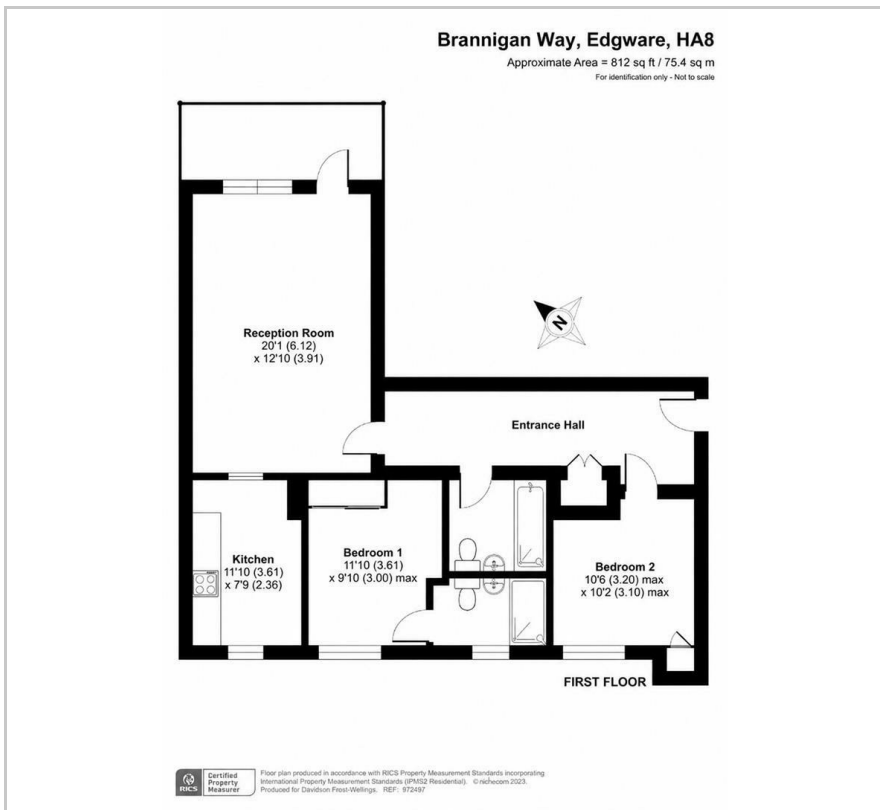 Brannigan Way, Edgware, HA8
Approximate Area = 812 sq ft / 75.4 sq m
For identification only - Not to scale
Reception Room
20'1 (6.12)
x 12'10 (3.91)
N
Entrance Hall
Kitchen
11'10 (3.61)
x 7'9 (2.36)
Bedroom 1
11'10 (3.61)
x 9'10 (3.00) max
Bedroom 2
10'6 (3.20) max
x 10'2 (3.10) max
FIRST FLOOR
RICS
Certified
Property
Measurer
Floor plan produced in accordance with RICS Property Measurement Standards incorporating
International Property Measurement Standards (IPMS2 Residential). © nichecom 2023.
Produced for Davidson Frost-Wellings. REF: 972497